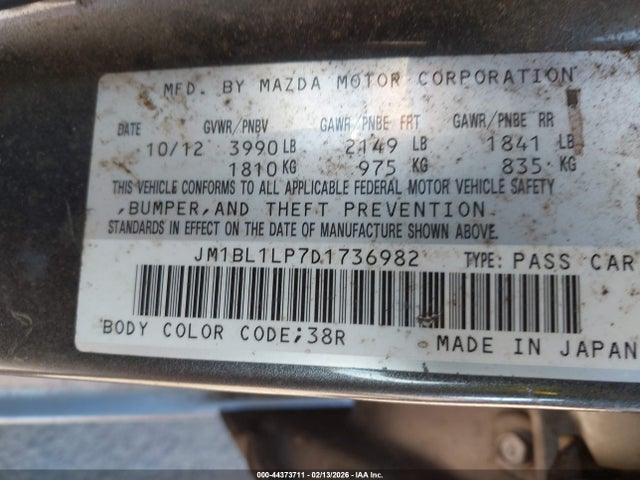 MFD. BY MAZDA MOTOR CORPORATION
DATE GVWR/PNBV GAWR/PNBE FRT GAWR/PNBE RR
10/12 3990 LB 2149 LB 1841 LB
1810 KG 975 KG 835 KG
THIS VEHICLE CONFORMS TO ALL APPLICABLE FEDERAL MOTOR VEHICLE SAFETY
,BUMPER,AND THEFT PREVENTION
STANDARDS IN EFFECT ON THE DATE OF MANUFACTURE SHOWN ABOVE.
JM1BL1LP7D1736982 TYPE: PASS CAR
BODY COLOR CODE;38R MADE IN JAPAN
000-44373711 - 02/13/2026 - IAA Inc.